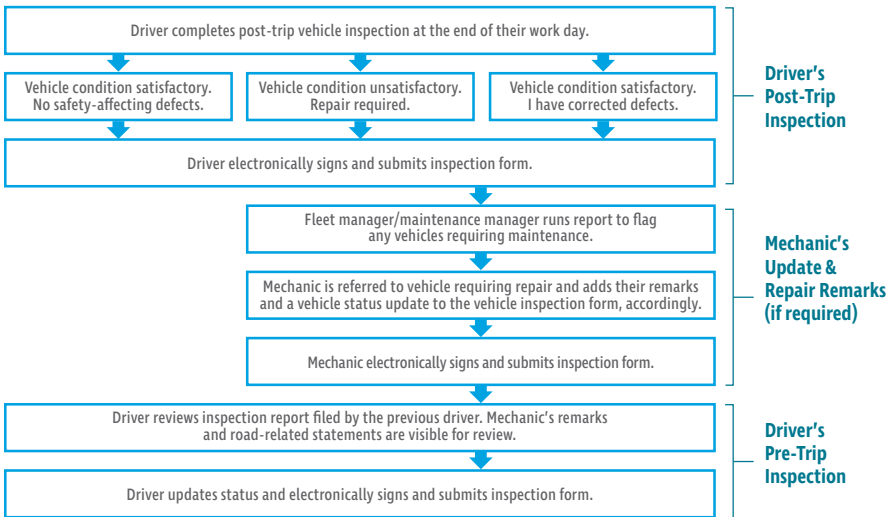 Driver completes post-trip vehicle inspection at the end of their work day.
Vehicle condition satisfactory.
No safety-affecting defects.
Vehicle condition unsatisfactory.
Repair required.
Vehicle condition satisfactory.
I have corrected defects.
Driver electronically signs and submits inspection form.
Driver's
Post-Trip
Inspection
Fleet manager/maintenance manager runs report to flag
any vehicles requiring maintenance.
Mechanic is referred to vehicle requiring repair and adds their remarks
and a vehicle status update to the vehicle inspection form, accordingly.
Mechanic electronically signs and submits inspection form.
Mechanic's
Update &
Repair Remarks
(if required)
Driver reviews inspection report filed by the previous driver. Mechanic's remarks
and road-related statements are visible for review.
Driver updates status and electronically signs and submits inspection form.
Driver's
Pre-Trip
Inspection